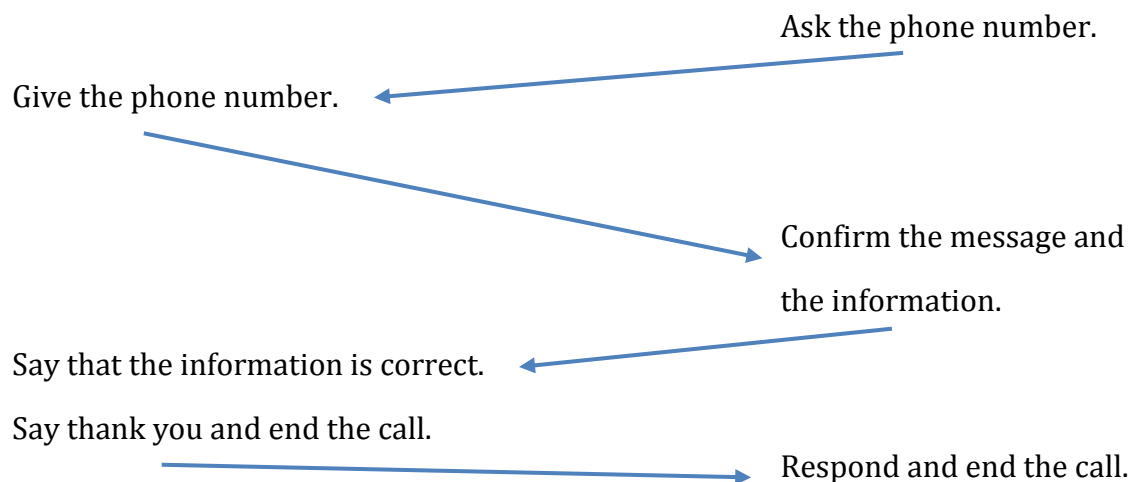 Ask the phone number.
Give the phone number.
Confirm the message and
the information.
Say that the information is correct.
Say thank you and end the call.
Respond and end the call.